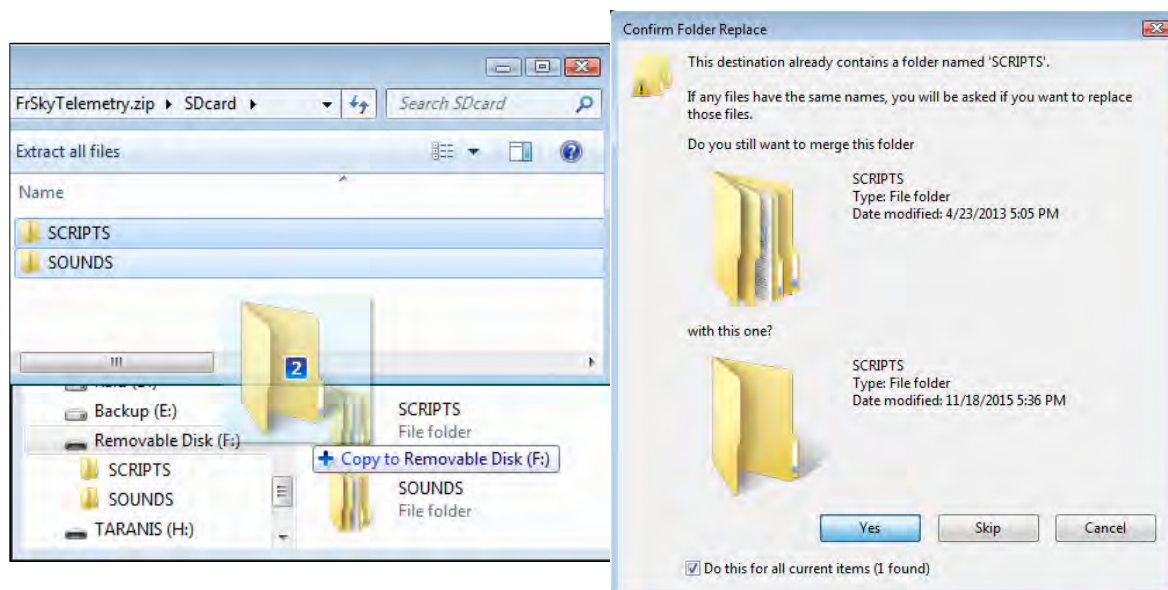 FrSkyTelemetry.zip SDcard
Search SDcard
Extract all files
Name
SCRIPTS
SOUNDS
2
Backup (E:)
Removable Disk (F:)
SCRIPTS
SOUNDS
TARANIS (H:)
SCRIPTS
File folder
Copy to Removable Disk (F:)
SOUNDS
File folder
Confirm Folder Replace
This destination already contains a folder named 'SCRIPTS'.
If any files have the same names, you will be asked if you want to replace
those files.
Do you still want to merge this folder
SCRIPTS
Type: File folder
Date modified: 4/23/2013 5:05 PM
with this one?
SCRIPTS
Type: File folder
Date modified: 11/18/2015 5:36 PM
Yes
Skip
Cancel
Do this for all current items (1 found)